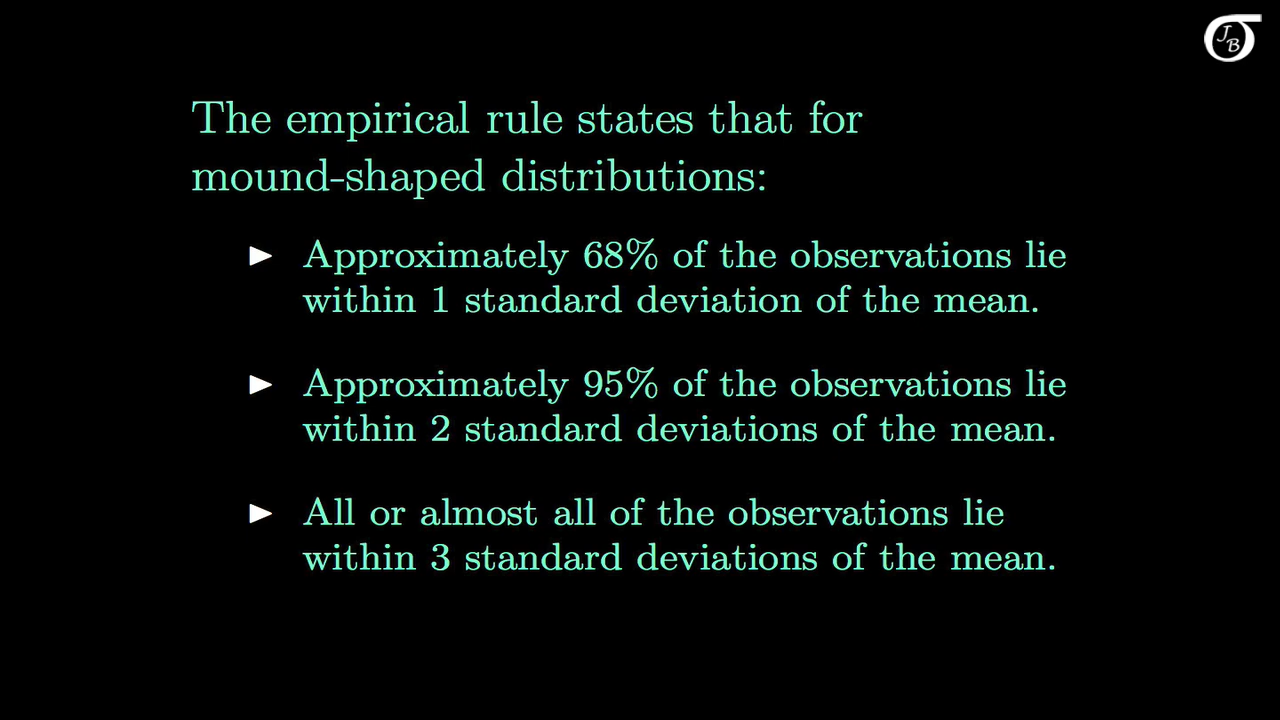 σ
J
B
The empirical rule states that for
mound-shaped distributions:
► Approximately 68% of the observations lie
within 1 standard deviation of the mean.
► Approximately 95% of the observations lie
within 2 standard deviations of the mean.
► All or almost all of the observations lie
within 3 standard deviations of the mean.